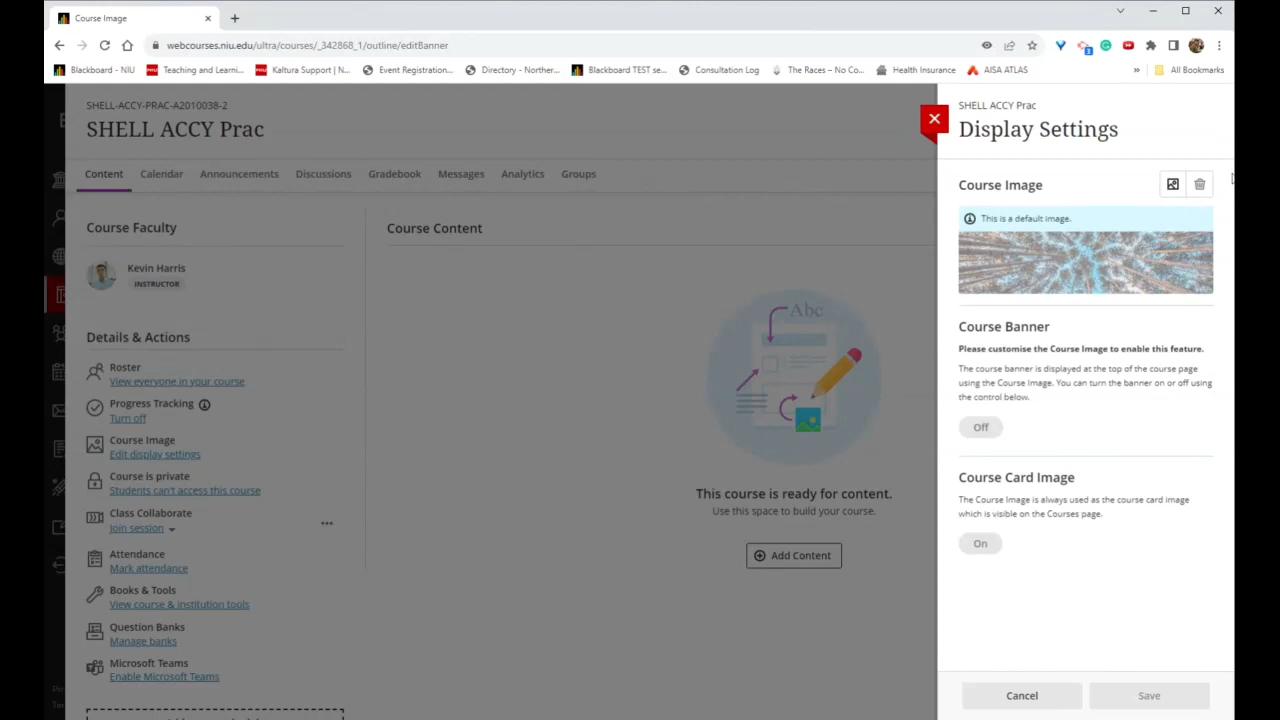 Course Image
webcourses.niu.edu/ultra/courses/_342868_1/outline/editBanner
Blackboard - NIU
Teaching and Learni...
Kaltura Support | N...
Event Registration...
Directory - Norther...
Blackboard TEST se...
Consultation Log
The Races – No Co...
Health Insurance
AISA ATLAS
»
All Bookmarks
SHELL-ACCY-PRAC-A2010038-2
SHELL ACCY Prac
Content
Calendar
Announcements
Discussions
Gradebook
Messages
Analytics
Groups
Course Faculty
Kevin Harris
INSTRUCTOR
Details & Actions
Roster
View everyone in your course
Progress Tracking
Turn off
Course Image
Edit display settings
Course is private
Students can't access this course
Class Collaborate
Join session
Attendance
Mark attendance
Books & Tools
View course & institution tools
Question Banks
Manage banks
Microsoft Teams
Enable Microsoft Teams
Course Content
Abc
This course is ready for content.
Use this space to build your course.
Add Content
SHELL ACCY Prac
Display Settings
Course Image
This is a default image.
Course Banner
Please customise the Course Image to enable this feature.
The course banner is displayed at the top of the course page
using the Course Image. You can turn the banner on or off using
the control below.
Off
Course Card Image
The Course Image is always used as the course card image
which is visible on the Courses page.
On
Cancel
Save